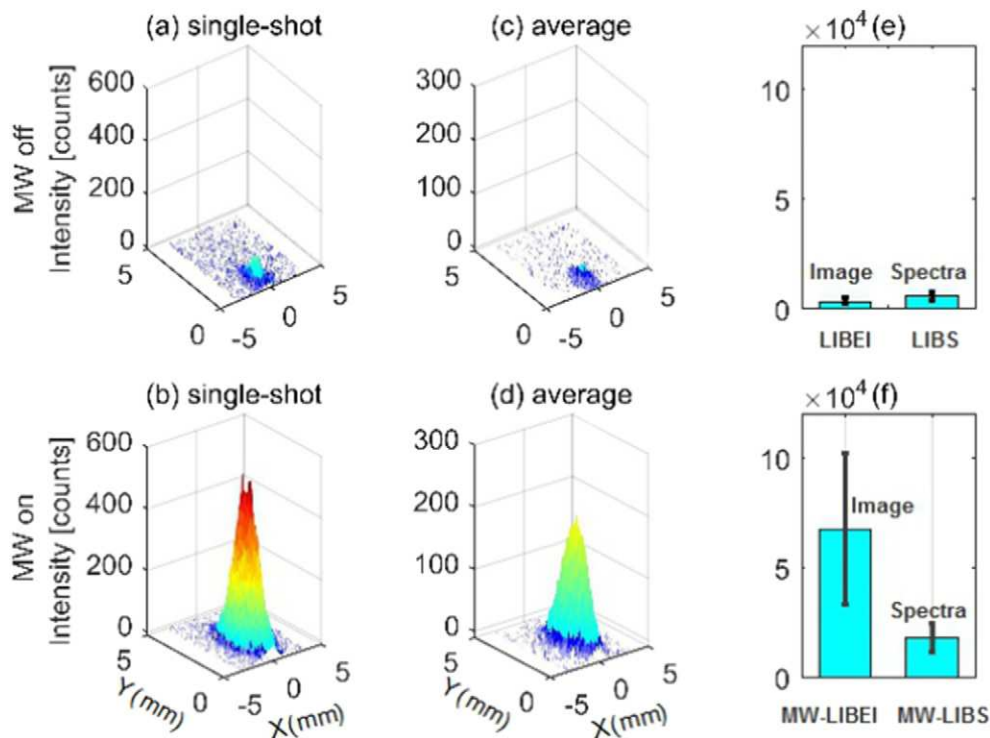 (a) single-shot
MW off
Intensity [counts]
600
400
200
0
5
0
-5
0
5
(c) average
300
200
100
0
5
0
-5
0
5
×10⁴ (e)
10
5
0
Image
Spectra
LIBEI
LIBS
(b) single-shot
MW on
Intensity [counts]
600
400
200
0
5
0
-5
0
5
Y(mm)
X(mm)
(d) average
300
200
100
0
5
0
-5
0
5
Y(mm)
X(mm)
×10⁴ (f)
10
5
0
Image
Spectra
MW-LIBEI
MW-LIBS